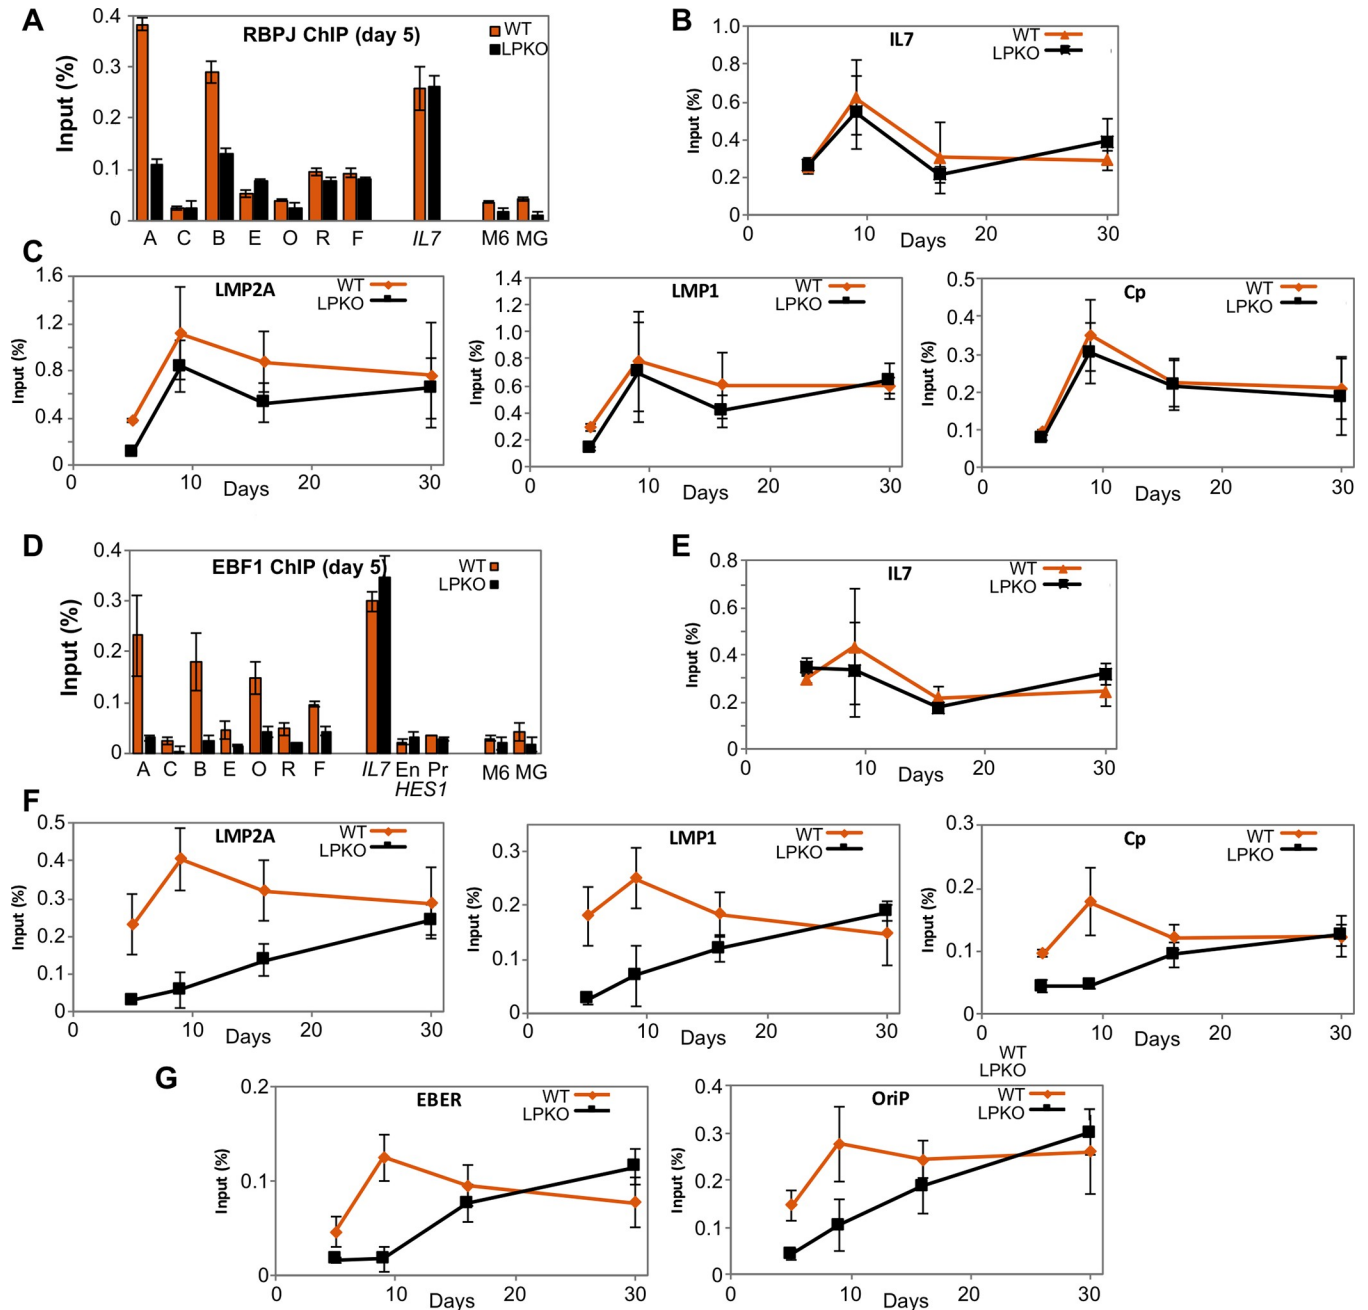 A
RBPJ ChIP (day 5)
WT
LPKO
Input (%)
0.4
0.3
0.2
0.1
0
A C B E O R F IL7 M6 MG
B
IL7
WT
LPKO
Input (%)
1.0
0.8
0.6
0.4
0.2
0
0 10 20 30
Days
C
LMP2A
WT
LPKO
Input (%)
1.6
1.2
0.8
0.4
0
0 10 20 30
Days
LMP1
WT
LPKO
Input (%)
1.4
1.2
1.0
0.8
0.6
0.4
0.2
0
0 10 20 30
Days
Cp
WT
LPKO
Input (%)
0.5
0.4
0.3
0.2
0.1
0
0 10 20 30
Days
D
EBF1 ChIP (day 5)
WT
LPKO
Input (%)
0.4
0.3
0.2
0.1
0
A C B E O R F IL7 En Pr M6 MG
HES1
E
IL7
WT
LPKO
Input (%)
0.8
0.6
0.4
0.2
0
0 10 20 30
Days
F
LMP2A
WT
LPKO
Input (%)
0.5
0.4
0.3
0.2
0.1
0
0 10 20 30
Days
LMP1
WT
LPKO
Input (%)
0.3
0.2
0.1
0
0 10 20 30
Days
Cp
WT
LPKO
Input (%)
0.3
0.2
0.1
0
0 10 20 30
Days
WT
LPKO
G
EBER
WT
LPKO
Input (%)
0.2
0.1
0
0 10 20 30
Days
OriP
WT
LPKO
Input (%)
0.4
0.3
0.2
0.1
0
0 10 20 30
Days